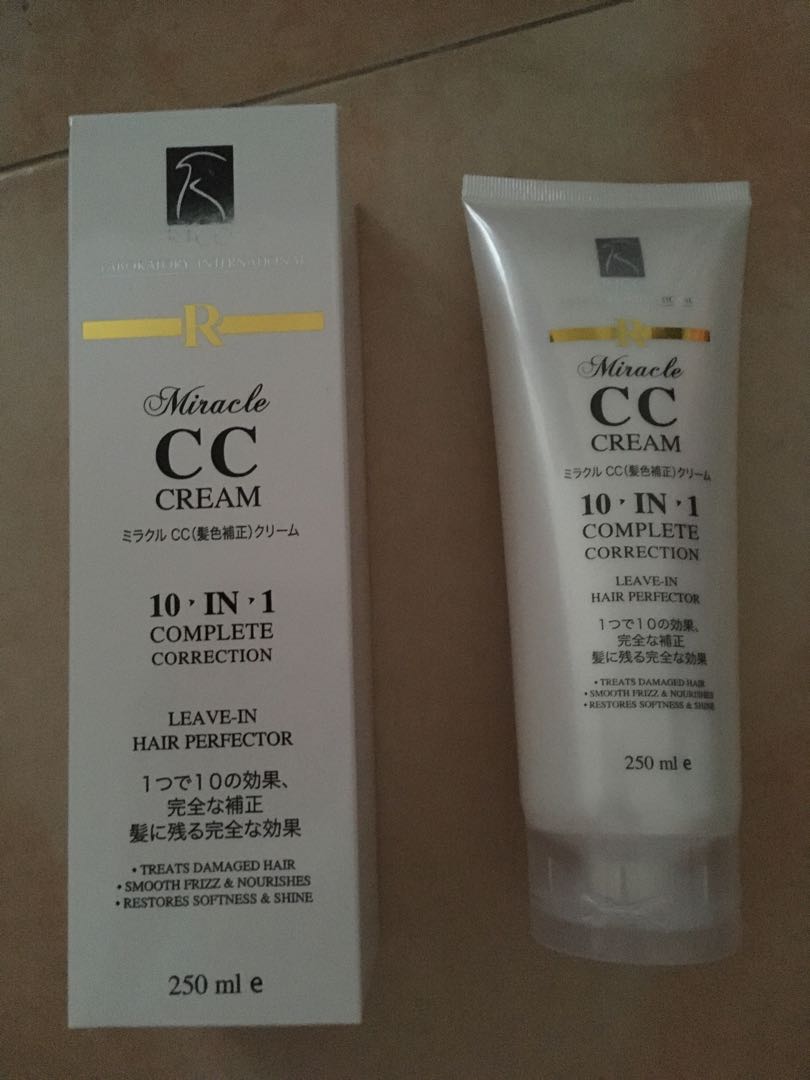 LABORATORY INTERNATIONAL
R
Miracle
CC
CREAM
ミラクル CC(髪色補正)クリーム
10 ’ IN ’ 1
COMPLETE
CORRECTION
LEAVE-IN
HAIR PERFECTOR
1つで10の効果、
完全な補正
髪に残る完全な効果
• TREATS DAMAGED HAIR
• SMOOTH FRIZZ & NOURISHES
• RESTORES SOFTNESS & SHINE
250 ml e
R
Miracle
CC
CREAM
ミラクル CC(髪色補正)クリーム
10 ’ IN ’ 1
COMPLETE
CORRECTION
LEAVE-IN
HAIR PERFECTOR
1つで10の効果、
完全な補正
髪に残る完全な効果
• TREATS DAMAGED HAIR
• SMOOTH FRIZZ & NOURISHES
• RESTORES SOFTNESS & SHINE
250 ml e